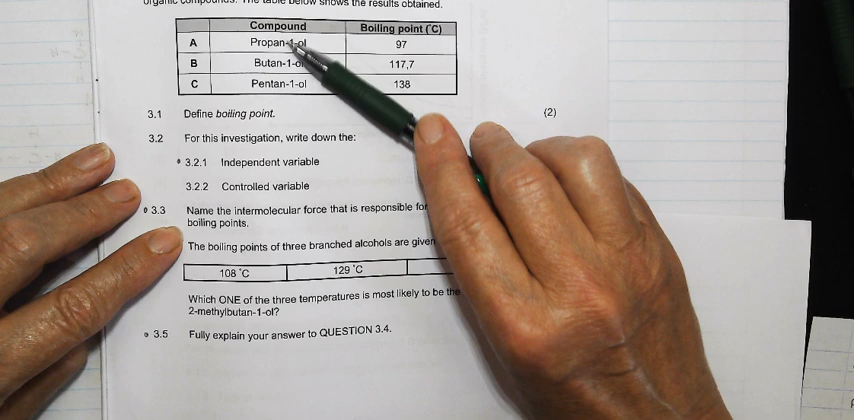 organic compounds. The table below shows the results obtained.
Compound Boiling point (˚C)
A Propan-1-ol 97
B Butan-1-ol 117,7
C Pentan-1-ol 138
3.1 Define boiling point. (2)
3.2 For this investigation, write down the:
3.2.1 Independent variable
3.2.2 Controlled variable
3.3 Name the intermolecular force that is responsible for
boiling points.
The boiling points of three branched alcohols are given
108 ˚C 129 ˚C
Which ONE of the three temperatures is most likely to be the
2-methylbutan-1-ol?
3.5 Fully explain your answer to QUESTION 3.4.